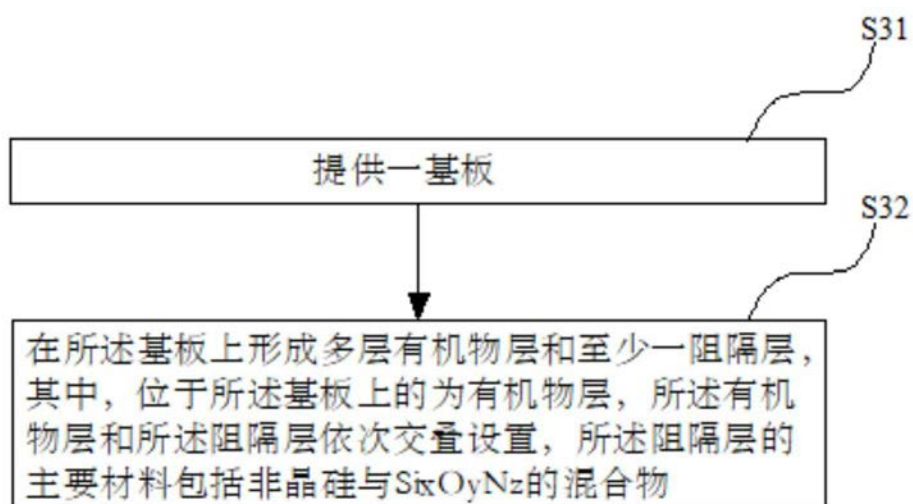 S31
提供一基板
S32
在所述基板上形成多层有机物层和至少一阻隔层，
其中，位于所述基板上的为有机物层，所述有机
物层和所述阻隔层依次交叠设置，所述阻隔层的
主要材料包括非晶硅与SixOyNz的混合物